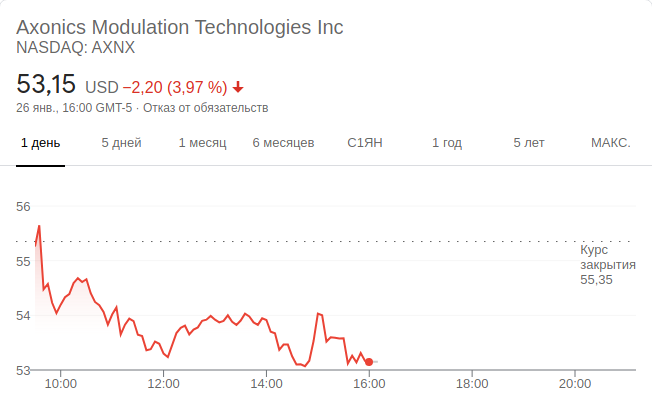 Axonics Modulation Technologies Inc
NASDAQ: AXNX
53,15 USD −2,20 (3,97 %)
26 янв., 16:00 GMT-5 · Отказ от обязательств
1 день 5 дней 1 месяц 6 месяцев С1ЯН 1 год 5 лет МАКС.
56
Курс
закрытия
55,35
55
54
53
10:00 12:00 14:00 16:00 18:00 20:00